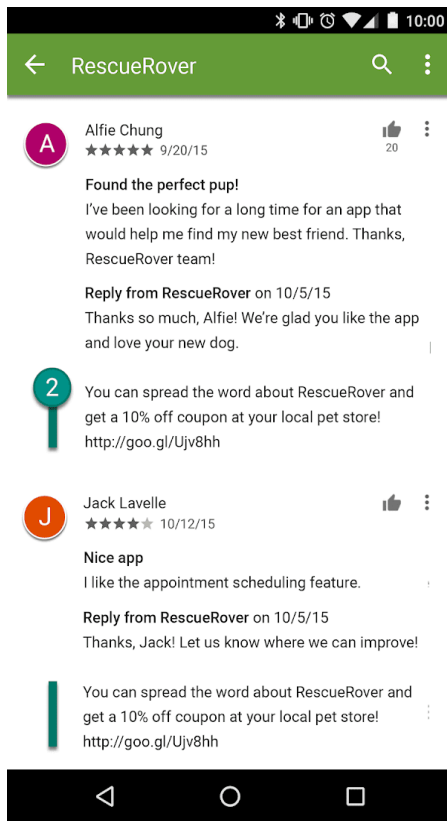 10:00
RescueRover
A
Alfie Chung
9/20/15
20
Found the perfect pup!
I've been looking for a long time for an app that
would help me find my new best friend. Thanks,
RescueRover team!
Reply from RescueRover on 10/5/15
Thanks so much, Alfie! We're glad you like the app
and love your new dog.
2
You can spread the word about RescueRover and
get a 10% off coupon at your local pet store!
http://goo.gl/Ujv8hh
J
Jack Lavelle
10/12/15
Nice app
I like the appointment scheduling feature.
Reply from RescueRover on 10/5/15
Thanks, Jack! Let us know where we can improve!
You can spread the word about RescueRover and
get a 10% off coupon at your local pet store!
http://goo.gl/Ujv8hh